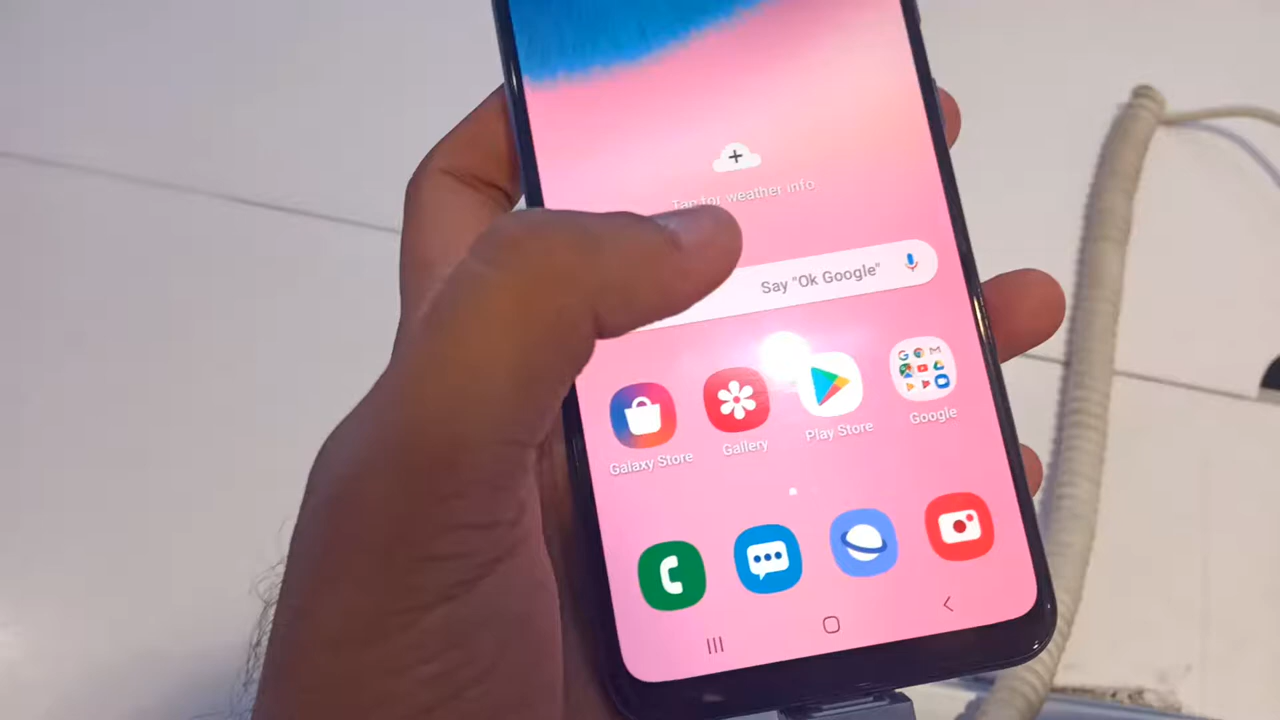 Tap for weather info
Say "Ok Google"
Galaxy Store
Gallery
Play Store
Google